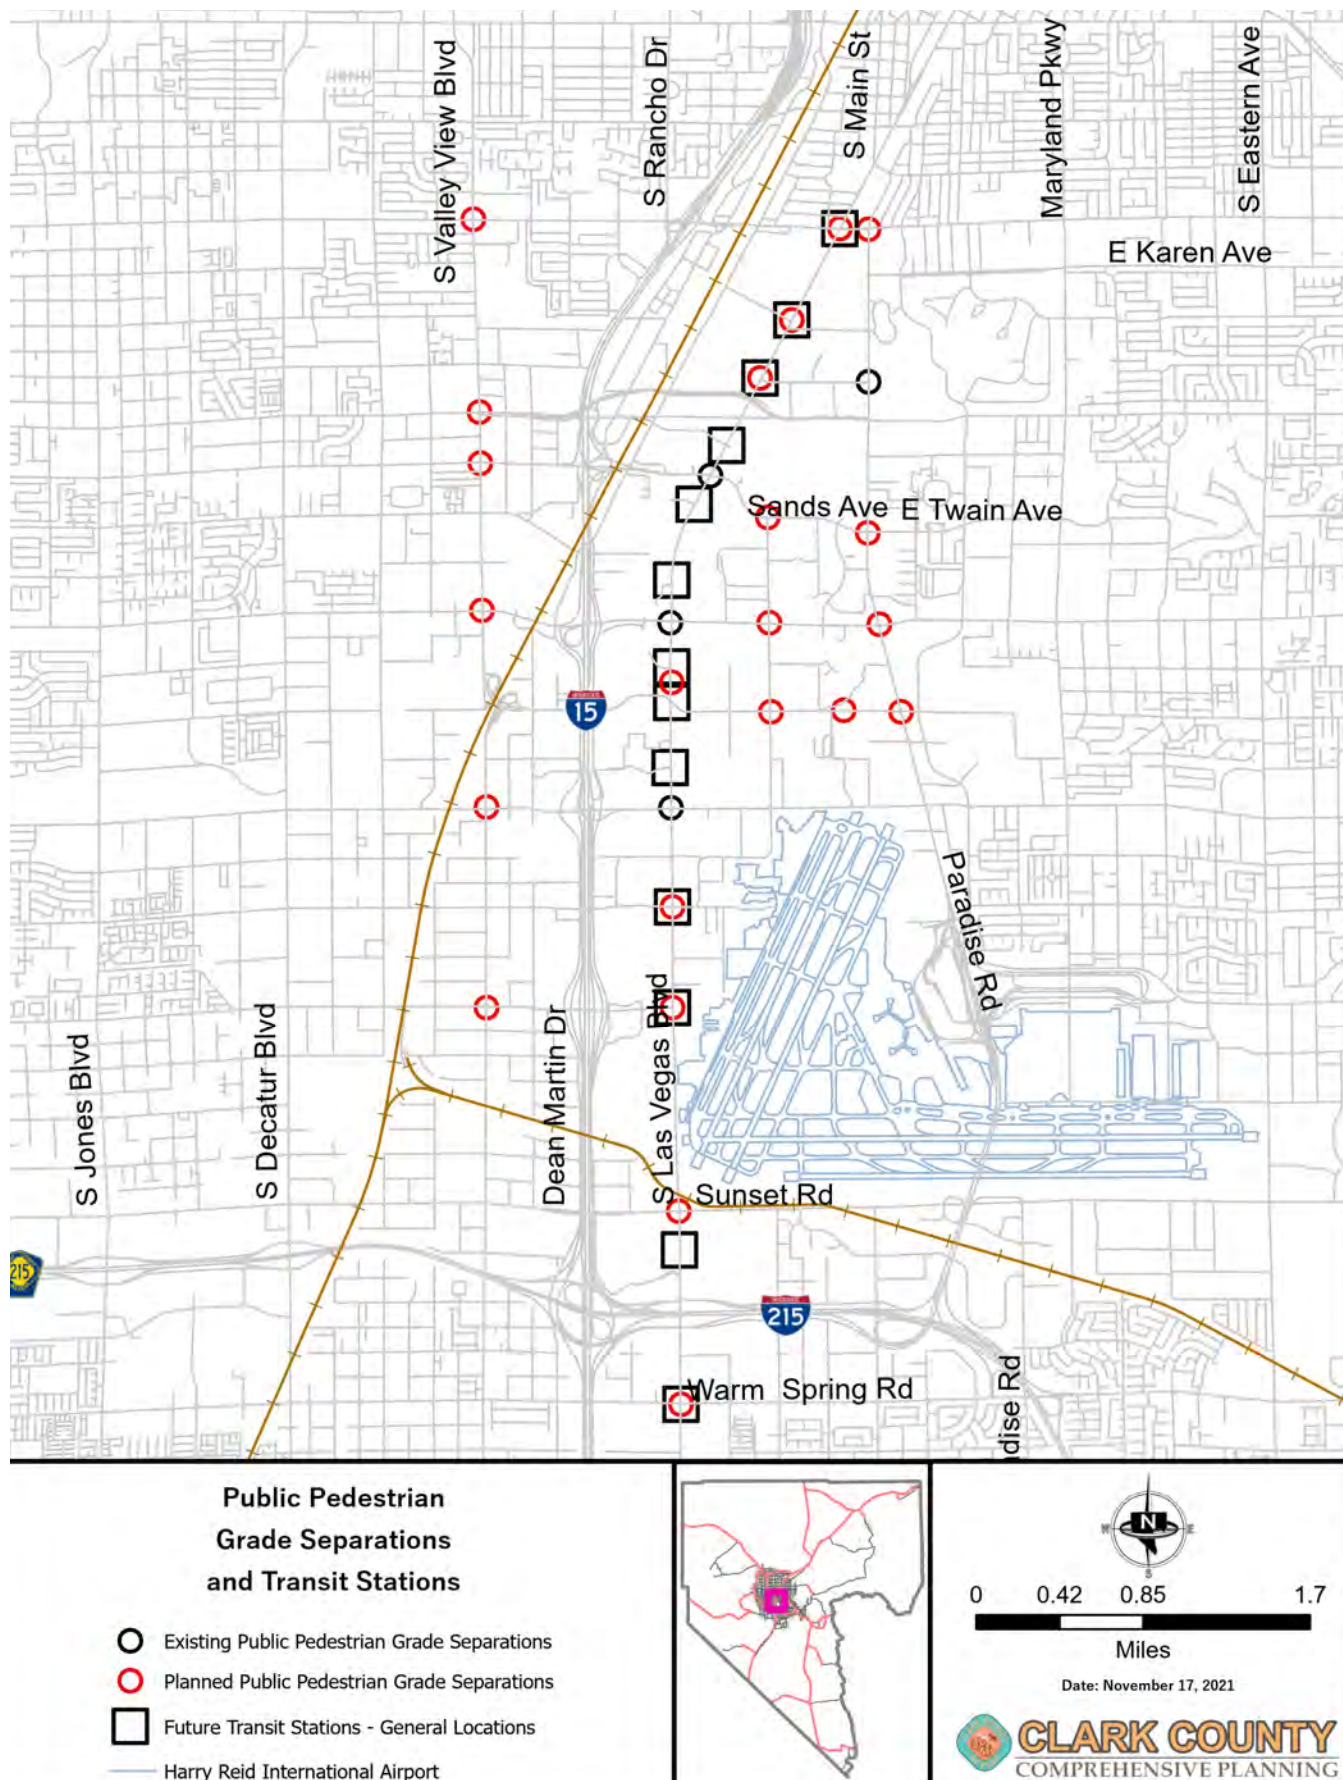 S Valley View Blvd
S Rancho Dr
S Main St
Maryland Pkwy
S Eastern Ave
E Karen Ave
Sands Ave
E Twain Ave
15
Paradise Rd
S Jones Blvd
S Decatur Blvd
Dean Martin Dr
S Las Vegas Blvd
Sunset Rd
215
215
Warm Spring Rd
adise Rd
Public Pedestrian
Grade Separations
and Transit Stations
Existing Public Pedestrian Grade Separations
Planned Public Pedestrian Grade Separations
Future Transit Stations - General Locations
Harry Reid International Airport
N
W
E
S
0 0.42 0.85 1.7
Miles
Date: November 17, 2021
CLARK COUNTY
COMPREHENSIVE PLANNING